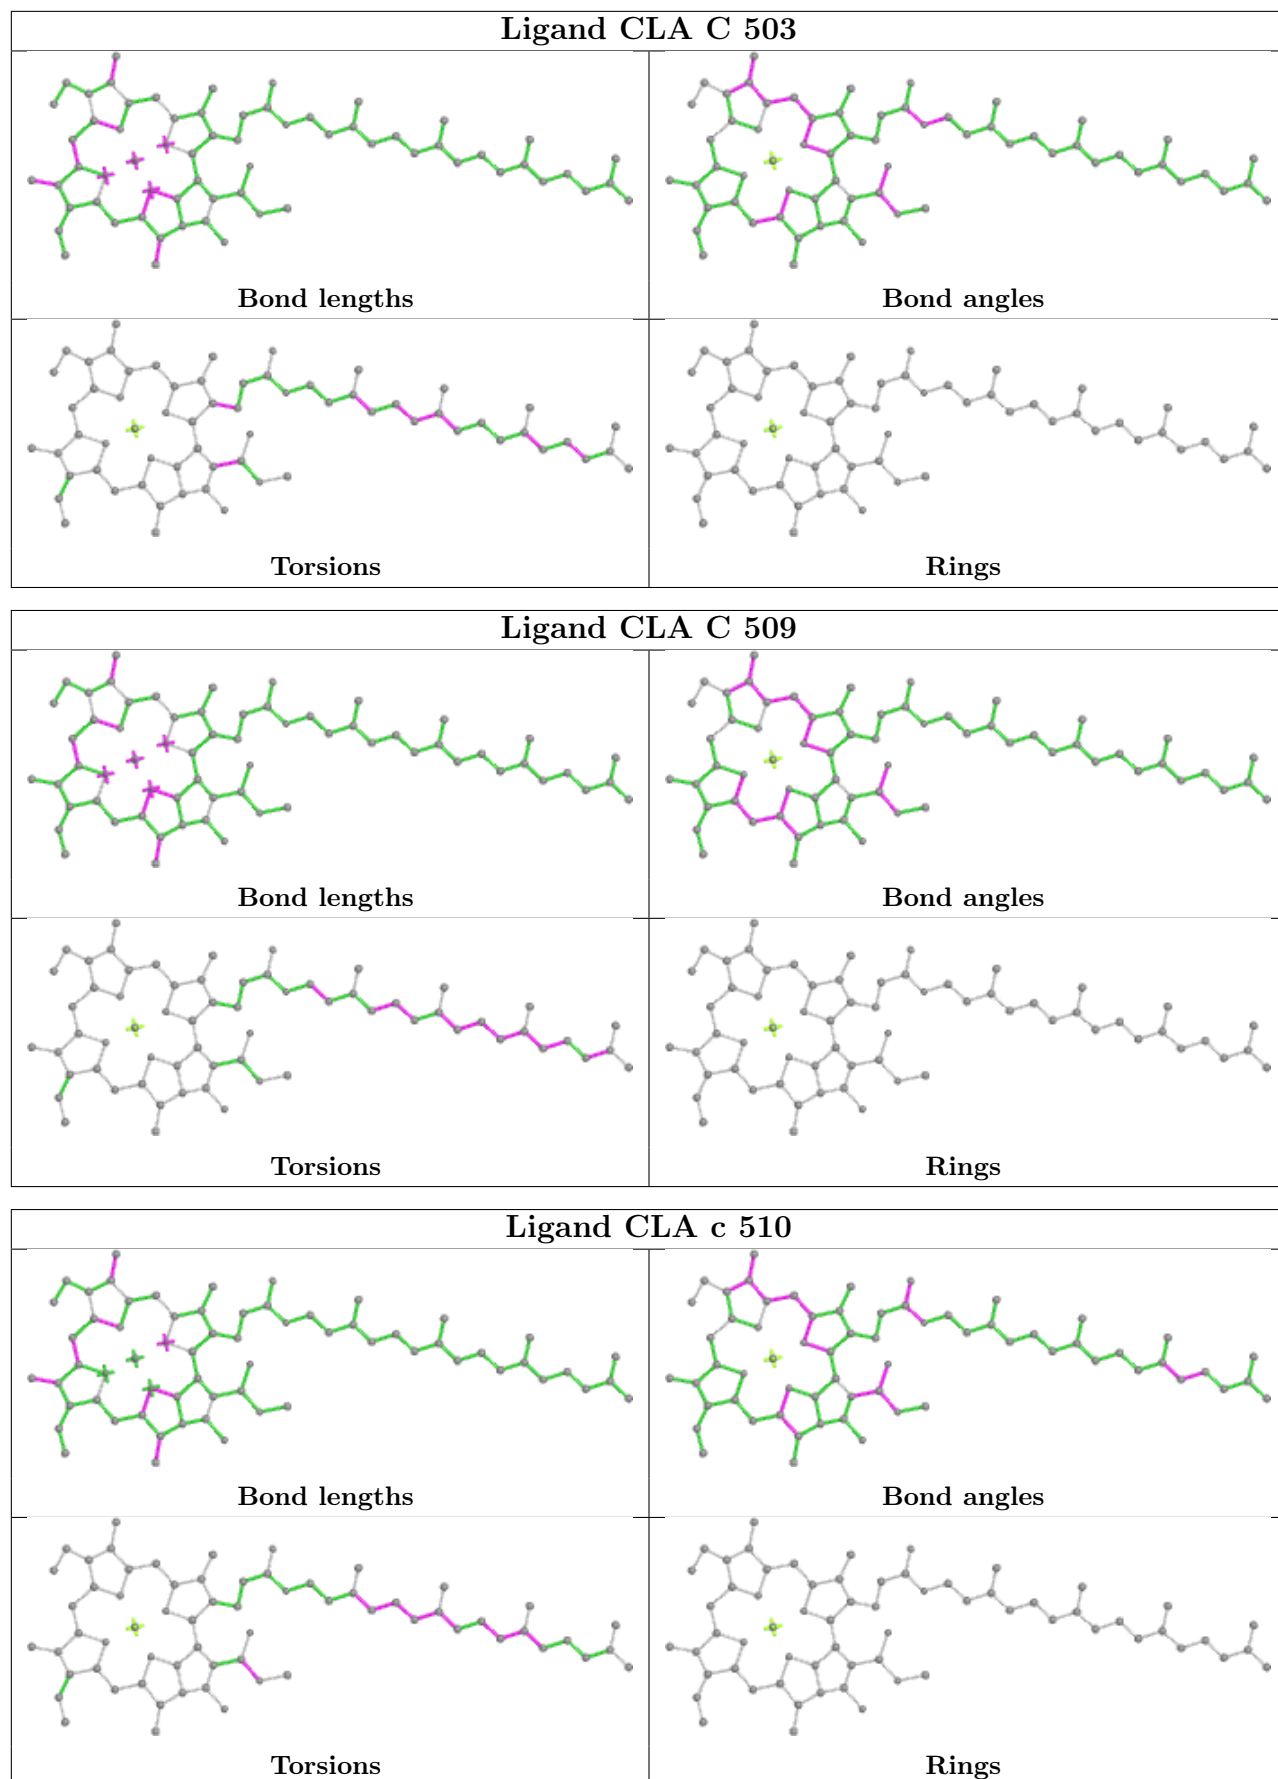 Ligand CLA C 503
Bond lengths
Bond angles
Torsions
Rings
Ligand CLA C 509
Bond lengths
Bond angles
Torsions
Rings
Ligand CLA c 510
Bond lengths
Bond angles
Torsions
Rings